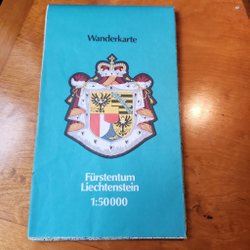 Wanderkarte
Fürstentum
Liechtenstein
1:50000